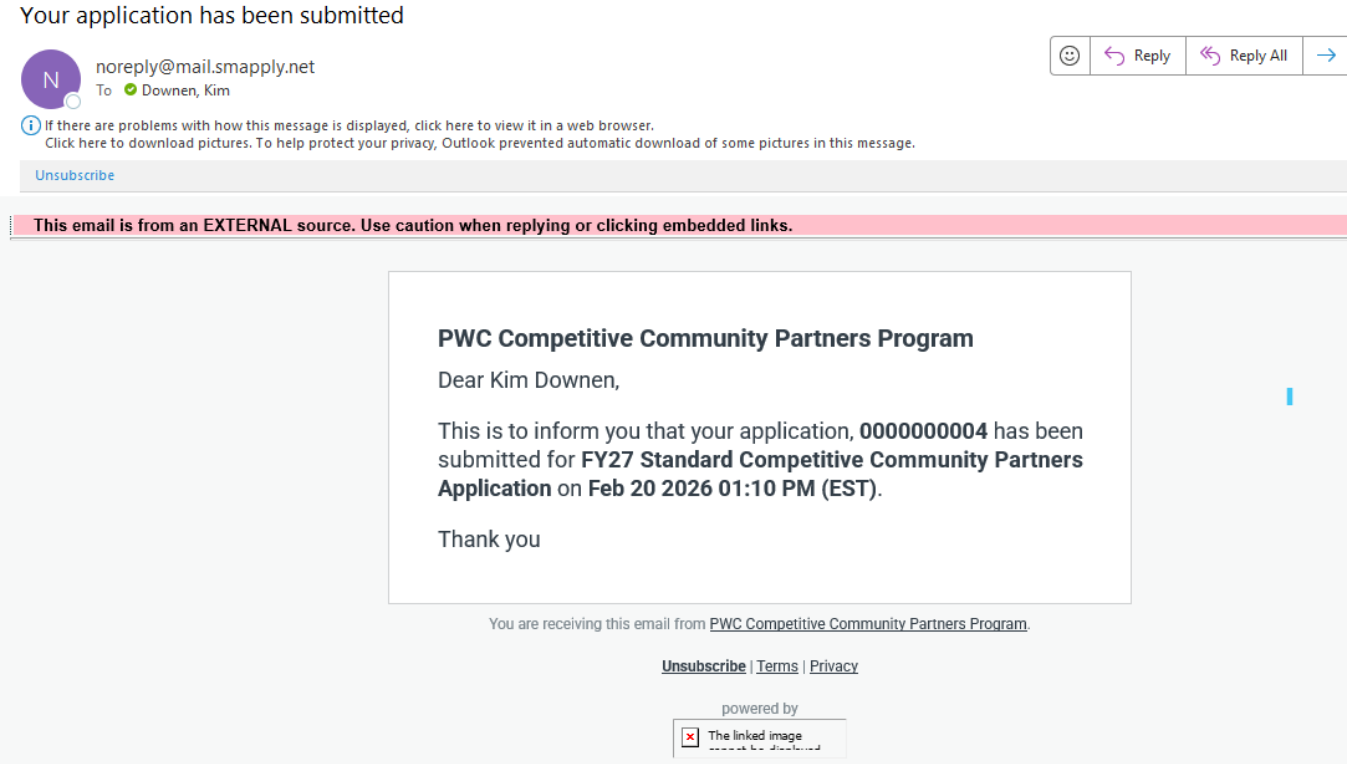 Your application has been submitted
N
noreply@mail.smapply.net
Reply
Reply All
To Downen, Kim
If there are problems with how this message is displayed, click here to view it in a web browser.
Click here to download pictures. To help protect your privacy, Outlook prevented automatic download of some pictures in this message.
Unsubscribe
This email is from an EXTERNAL source. Use caution when replying or clicking embedded links.
PWC Competitive Community Partners Program
Dear Kim Downen,
This is to inform you that your application, 0000000004 has been
submitted for FY27 Standard Competitive Community Partners
Application on Feb 20 2026 01:10 PM (EST).
Thank you
You are receiving this email from PWC Competitive Community Partners Program.
Unsubscribe | Terms | Privacy
powered by
The linked image
cannot be displayed